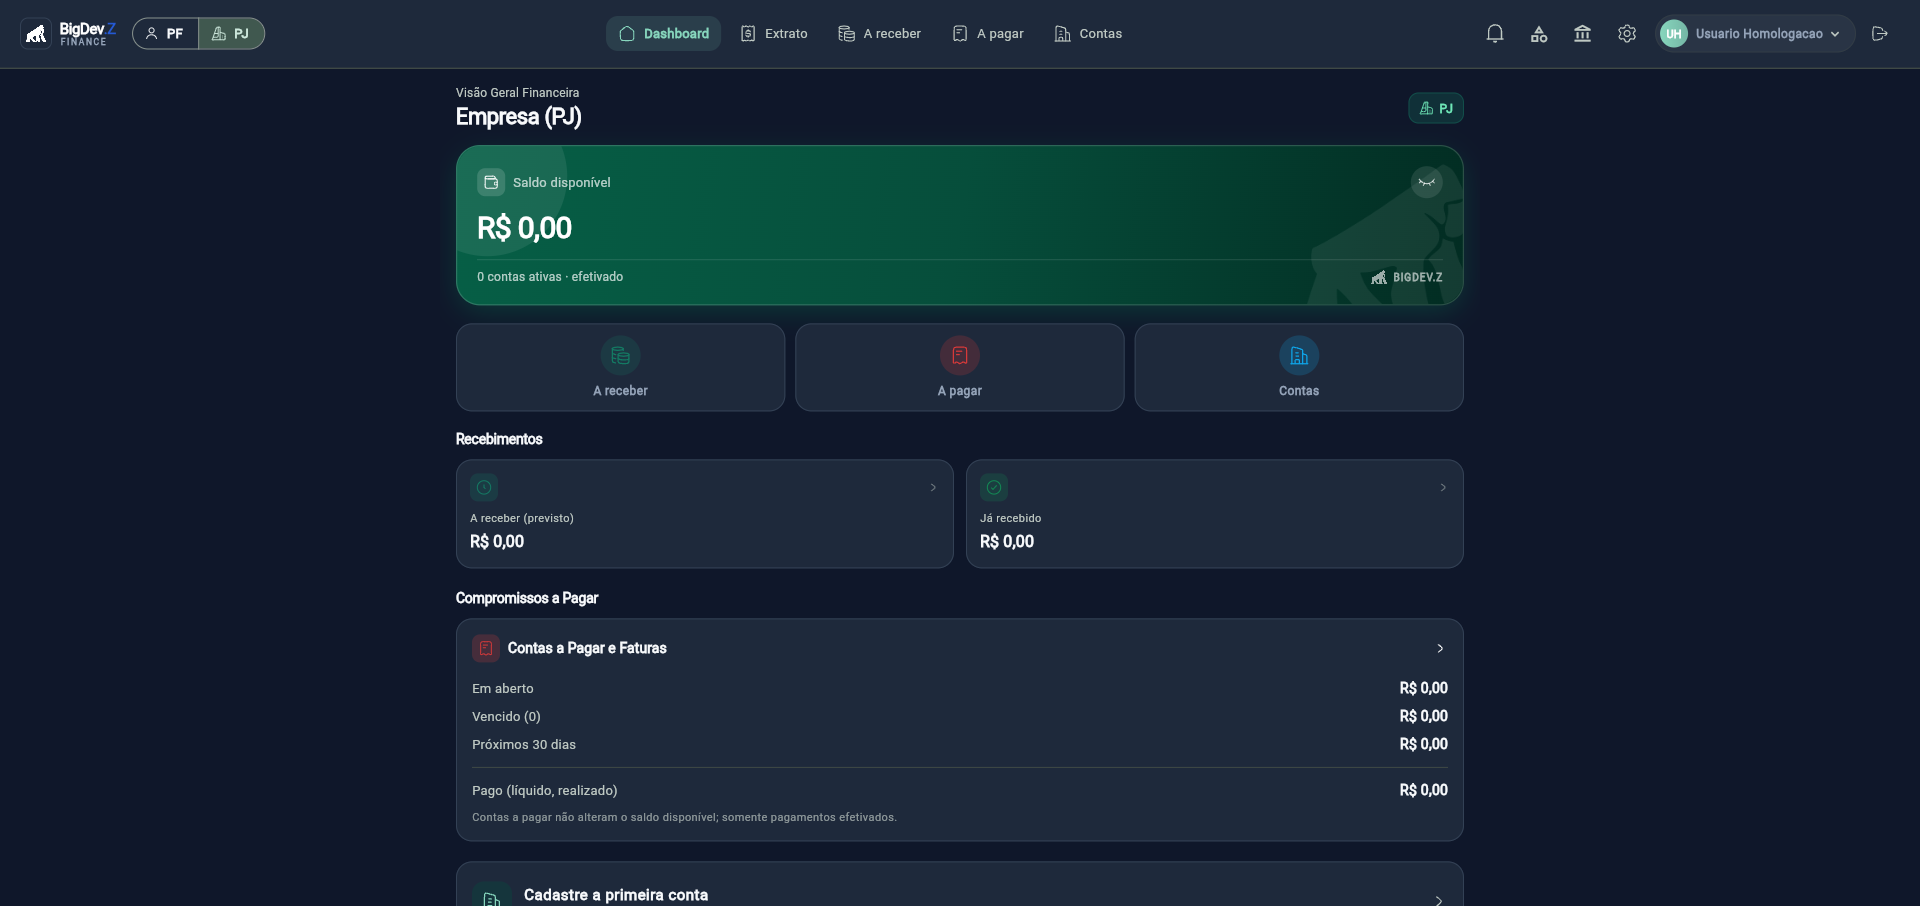 BigDev.Z
FINANCE
PF
PJ
Dashboard
Extrato
A receber
A pagar
Contas
UH
Usuario Homologacao
Visão Geral Financeira
Empresa (PJ)
PJ
Saldo disponível
R$ 0,00
0 contas ativas · efetivado
BIGDEV.Z
A receber
A pagar
Contas
Recebimentos
A receber (previsto)
R$ 0,00
Já recebido
R$ 0,00
Compromissos a Pagar
Contas a Pagar e Faturas
Em aberto R$ 0,00
Vencido (0) R$ 0,00
Próximos 30 dias R$ 0,00
Pago (líquido, realizado) R$ 0,00
Contas a pagar não alteram o saldo disponível; somente pagamentos efetivados.
Cadastre a primeira conta